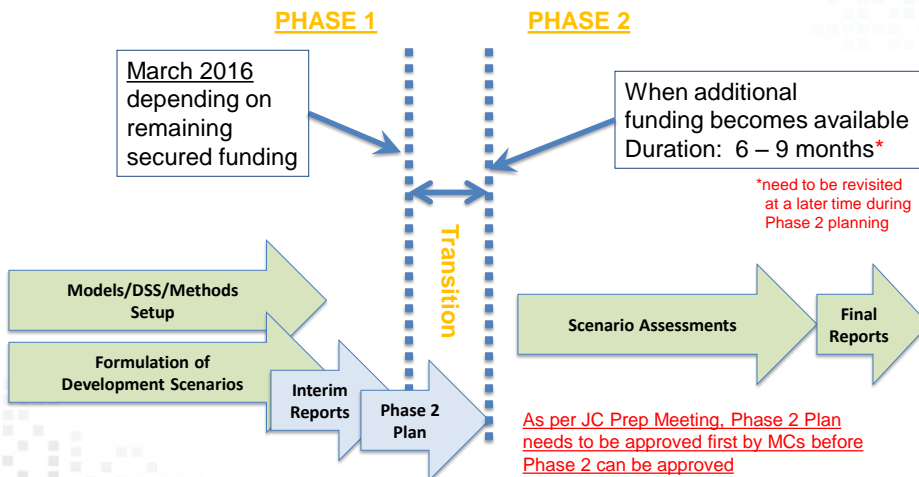 PHASE 1
PHASE 2
March 2016
depending on
remaining
secured funding
When additional
funding becomes available
Duration:  6 – 9 months*
*need to be revisited
at a later time during
Phase 2 planning
Transition
Models/DSS/Methods
Setup
Formulation of
Development Scenarios
Interim
Reports
Phase 2
Plan
Scenario Assessments
Final
Reports
As per JC Prep Meeting, Phase 2 Plan
needs to be approved first by MCs before
Phase 2 can be approved